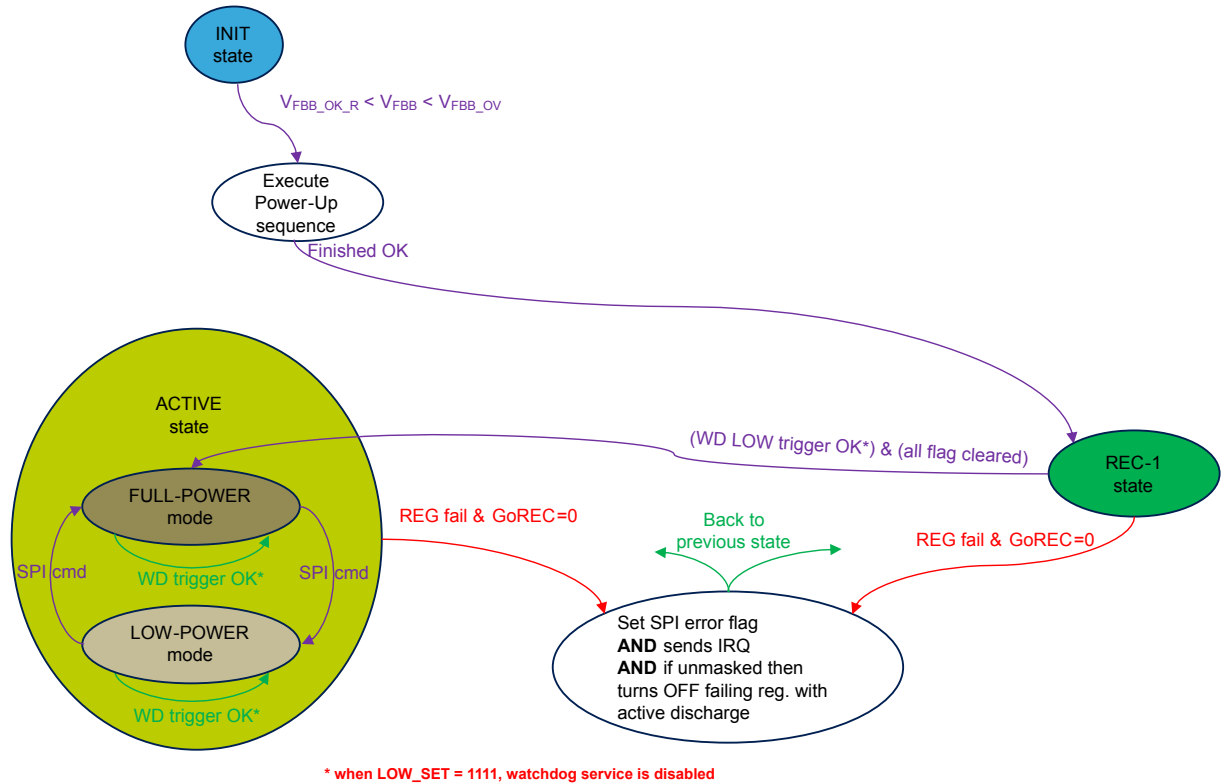 INIT
state
V_FBB_OK_R < V_FBB < V_FBB_OV
Execute
Power-Up
sequence
Finished OK
ACTIVE
state
(WD LOW trigger OK*) & (all flag cleared)
REC-1
state
FULL-POWER
mode
REG fail & GoREC=0
Back to
previous state
REG fail & GoREC=0
SPI cmd
WD trigger OK*
SPI cmd
LOW-POWER
mode
WD trigger OK*
Set SPI error flag
AND sends IRQ
AND if unmasked then
turns OFF failing reg. with
active discharge
* when LOW_SET = 1111, watchdog service is disabled